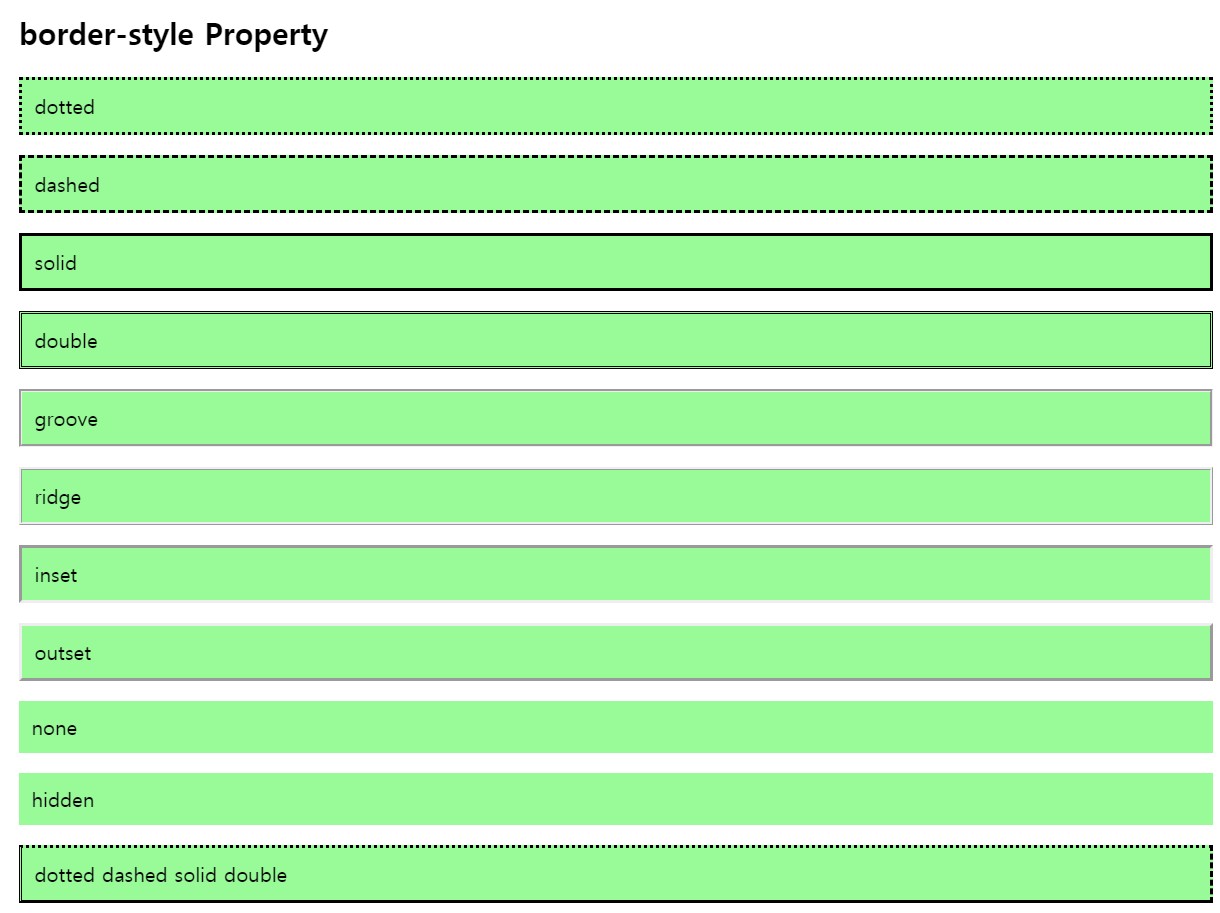 border-style Property
dotted
dashed
solid
double
groove
ridge
inset
outset
none
hidden
dotted dashed solid double